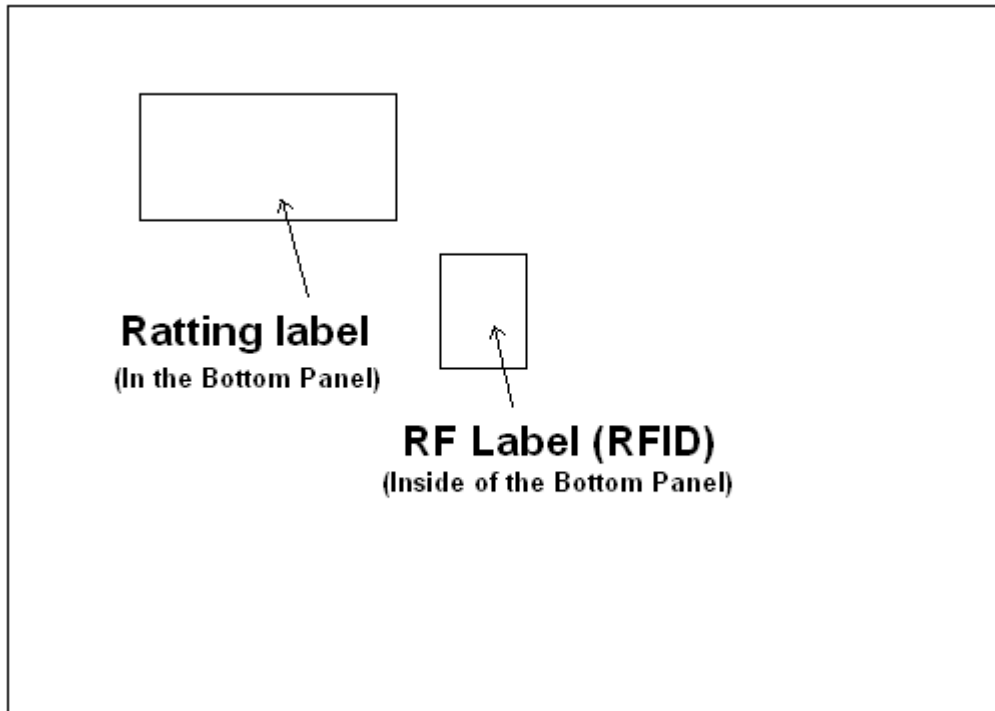 Ratting label
(In the Bottom Panel)
RF Label (RFID)
(Inside of the Bottom Panel)